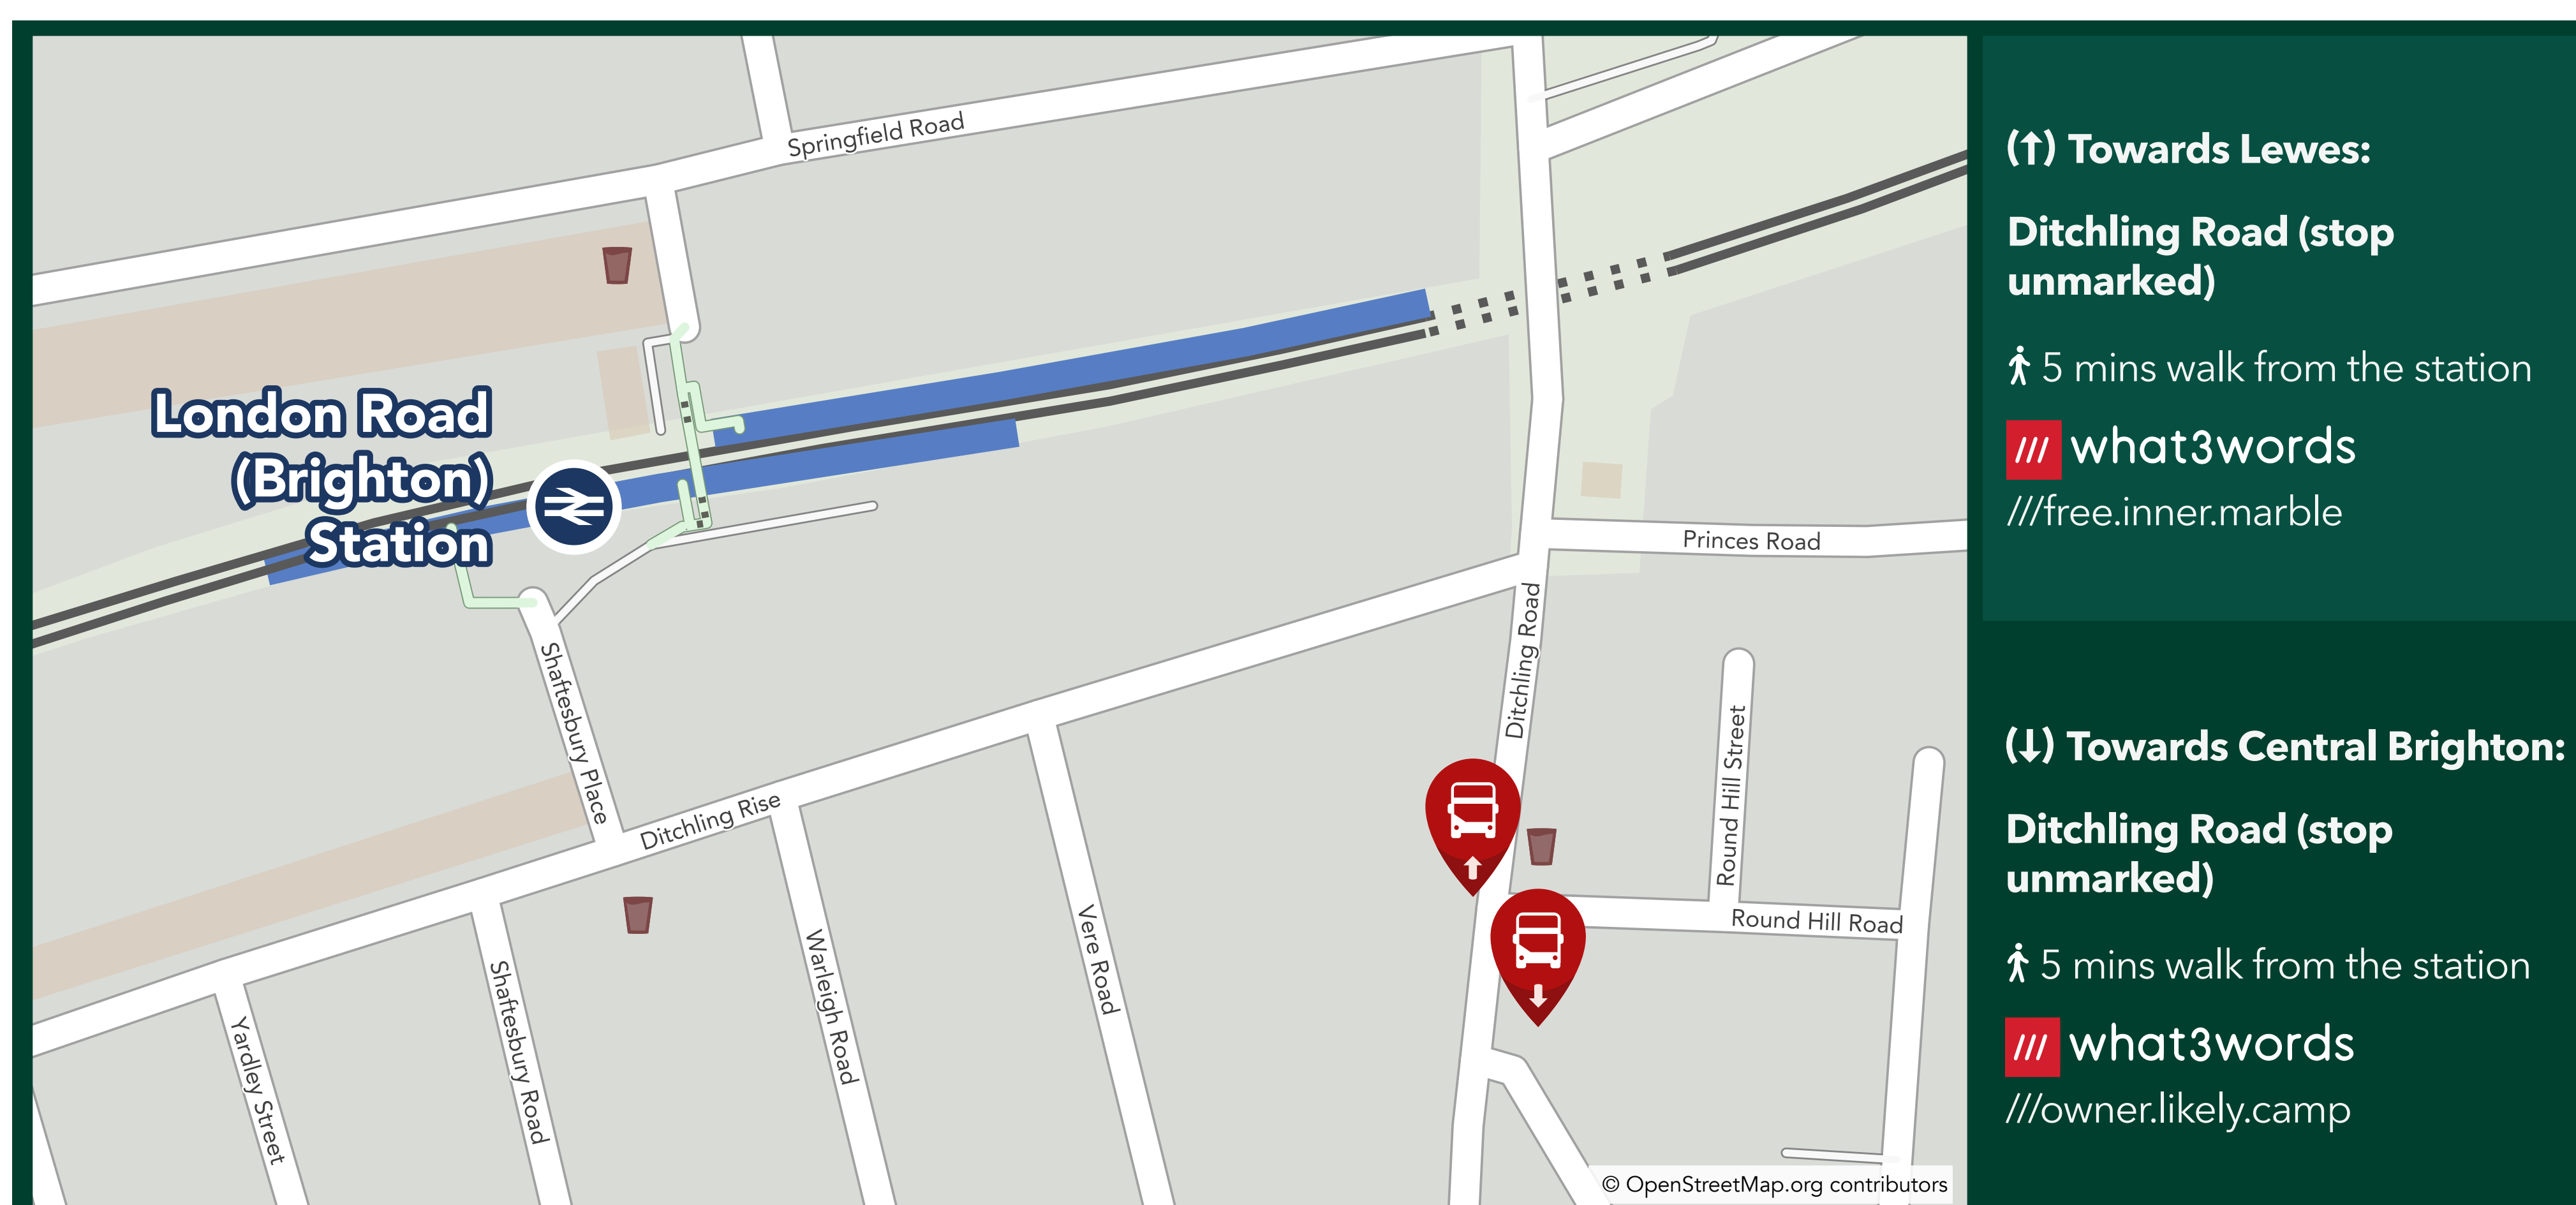 Springfield Road
London Road
(Brighton)
Station
Princes Road
Ditchling Road
Shaftesbury Place
Ditchling Rise
Round Hill Street
Round Hill Road
Yardley Street
Shaftesbury Road
Warleigh Road
Vere Road
© OpenStreetMap.org contributors
(↑) Towards Lewes:
Ditchling Road (stop
unmarked)
5 mins walk from the station
/// what3words
///free.inner.marble
(↓) Towards Central Brighton:
Ditchling Road (stop
unmarked)
5 mins walk from the station
/// what3words
///owner.likely.camp